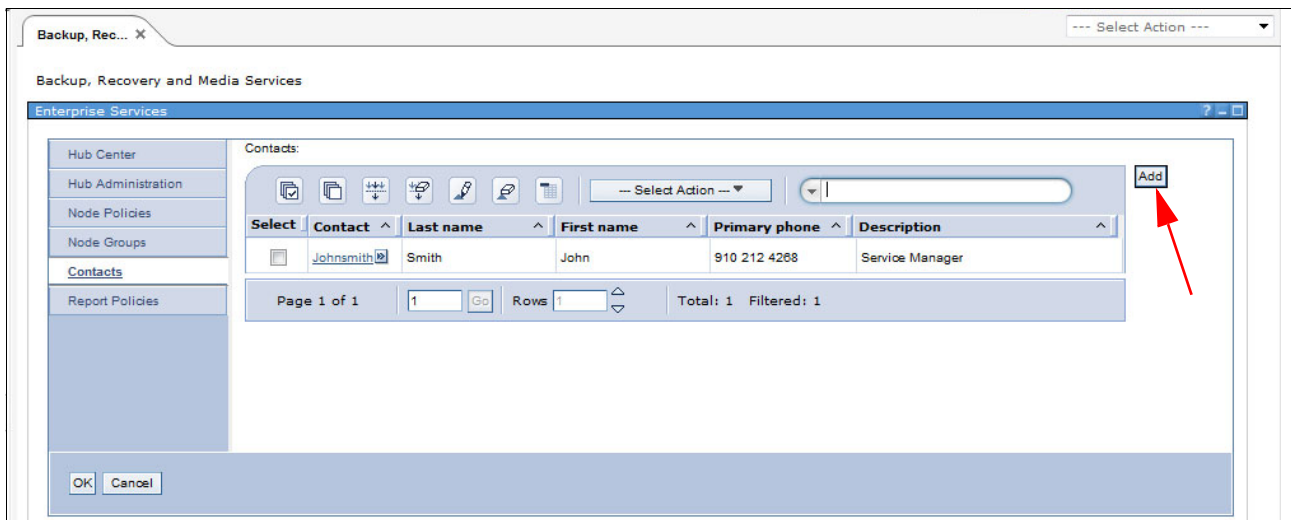 Backup, Rec... X
--- Select Action ---
Backup, Recovery and Media Services
Enterprise Services
?
Hub Center
Hub Administration
Node Policies
Node Groups
Contacts
Report Policies
Contacts:
--- Select Action ---
Add
Select Contact ^ Last name ^ First name ^ Primary phone ^ Description ^
Johnsmith Smith John 910 212 4268 Service Manager
Page 1 of 1 1 Go Rows 1 Total: 1 Filtered: 1
OK Cancel